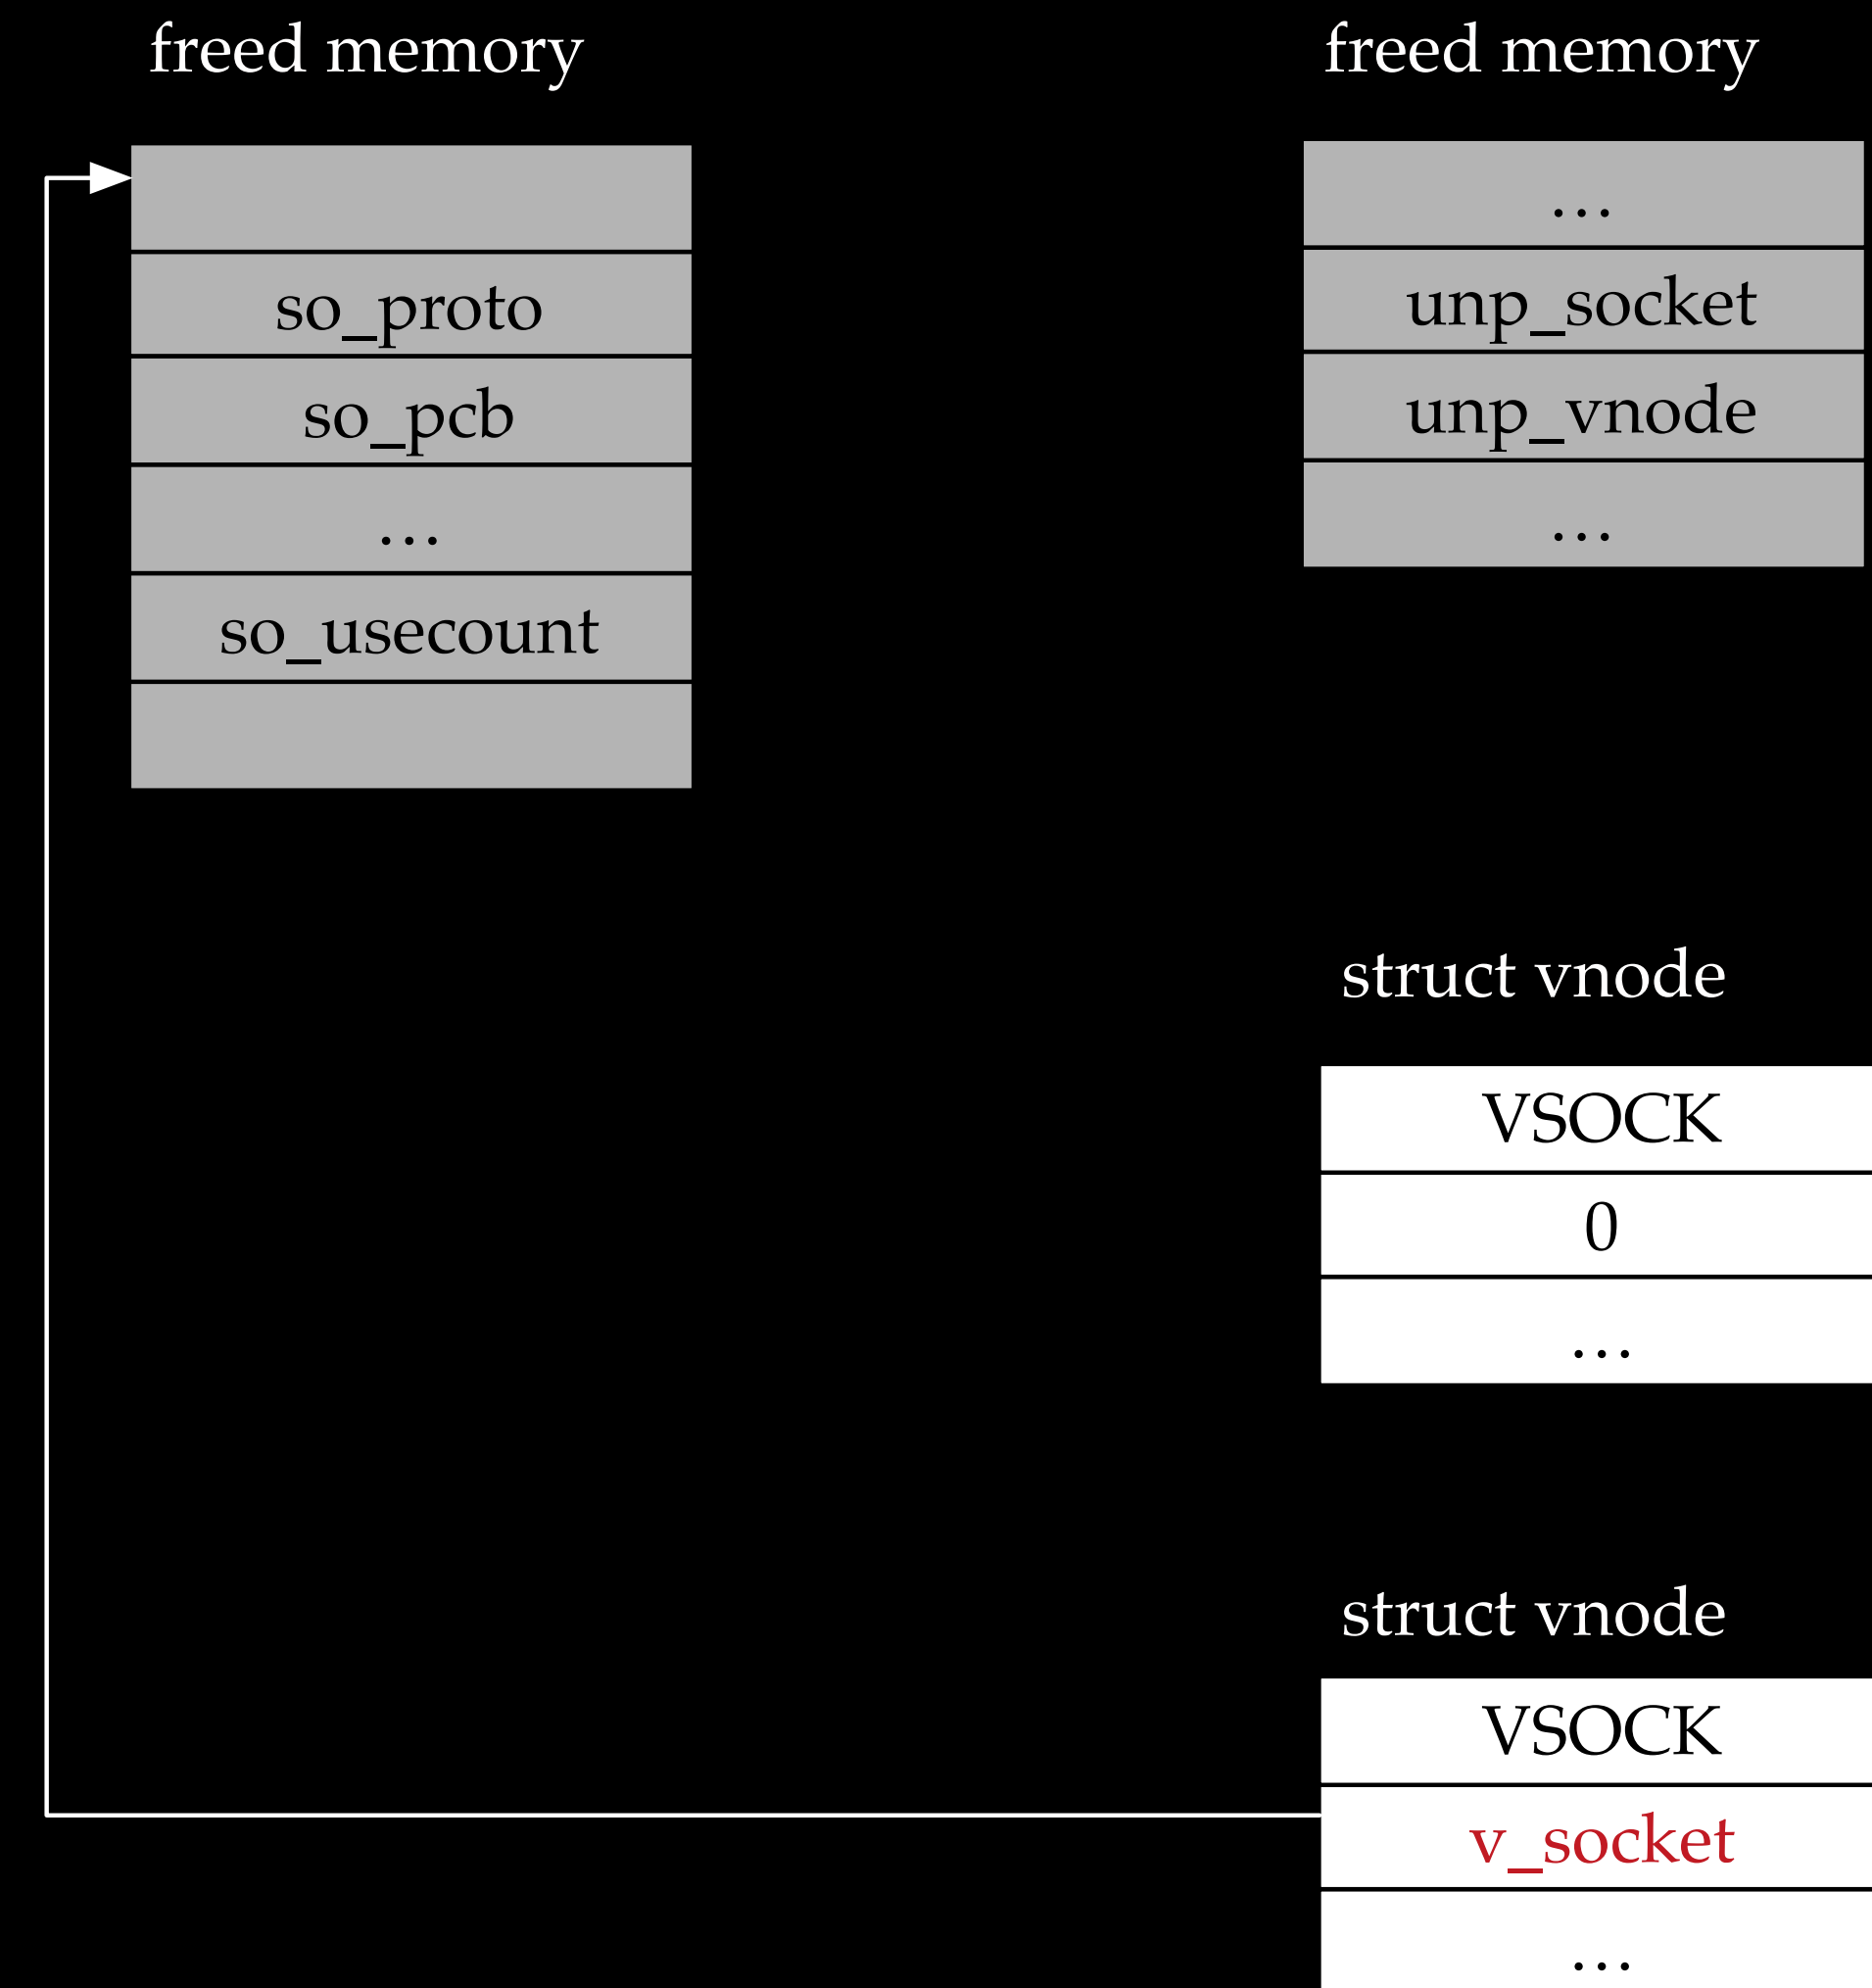 freed memory
so_proto
so_pcb
...
so_usecount
freed memory
...
unp_socket
unp_vnode
...
struct vnode
VSOCK
0
...
struct vnode
VSOCK
v_socket
...